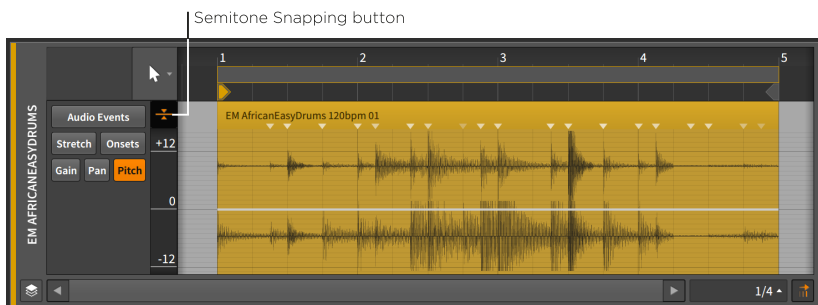 Semitone Snapping button
1 2 3 4 5
EM AFRICANEASYDRUMS
Audio Events
EM AfricanEasyDrums 120bpm 01
Stretch Onsets +12
Gain Pan Pitch
0
-12
1/4